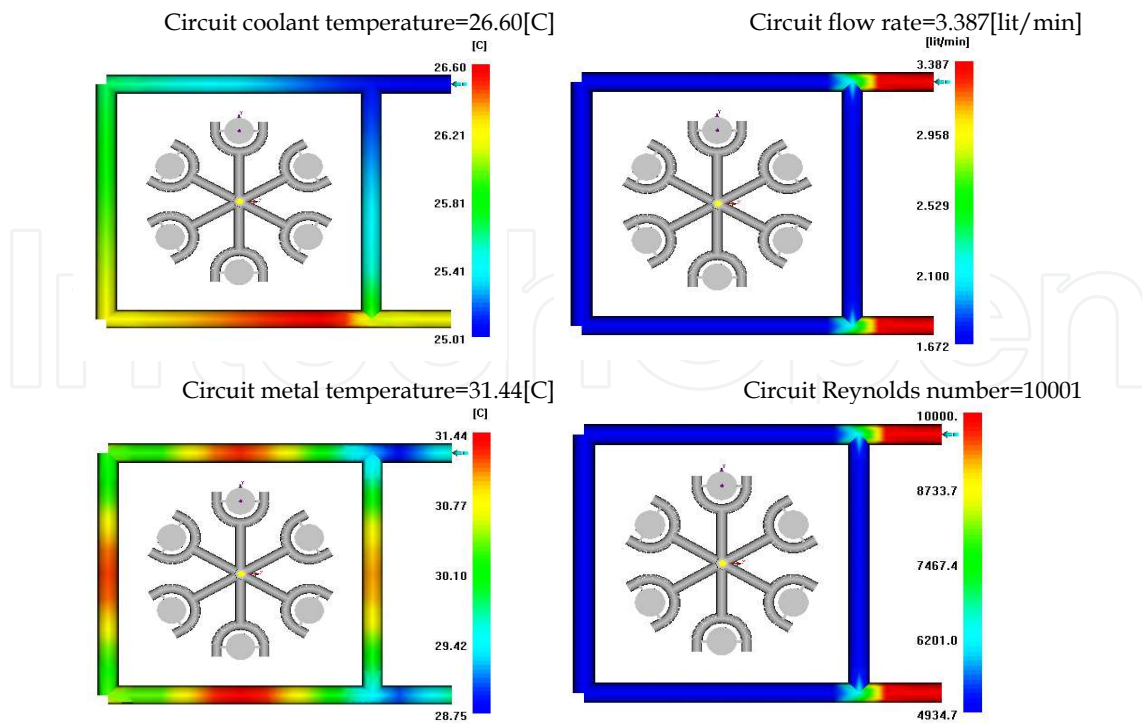 Circuit coolant temperature=26.60[C]
[C]
26.60
26.21
25.81
25.41
25.01
Circuit flow rate=3.387[lit/min]
[lit/min]
3.387
2.958
2.529
2.100
1.672
Circuit metal temperature=31.44[C]
[C]
31.44
30.77
30.10
29.42
28.75
Circuit Reynolds number=10001
10000.
8733.7
7467.4
6201.0
4934.7
IntechOpen